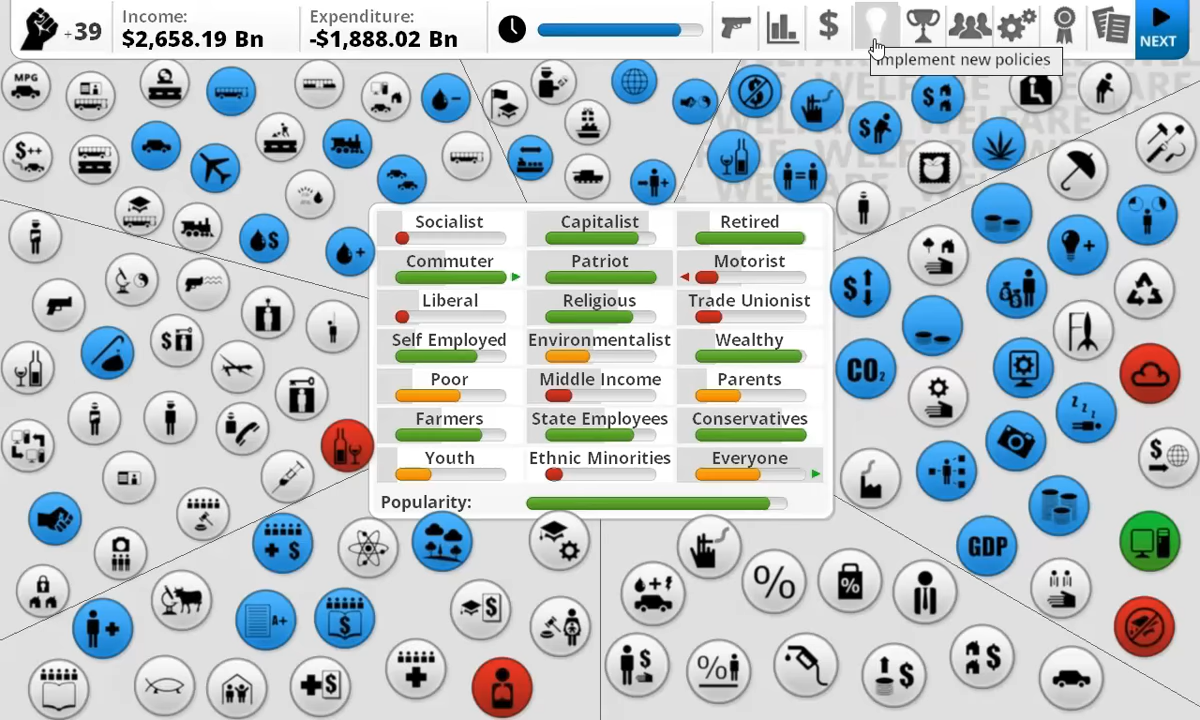 +39
Income:
$2,658.19 Bn
Expenditure:
-$1,888.02 Bn
NEXT
Implement new policies
MPG
WELFARE WELFARE
WELFARE
$++
Socialist
Capitalist
Retired
Commuter
Patriot
Motorist
Liberal
Religious
Trade Unionist
Self Employed
Environmentalist
Wealthy
Poor
Middle Income
Parents
Farmers
State Employees
Conservatives
Youth
Ethnic Minorities
Everyone
Popularity:
CO2
GDP
A+